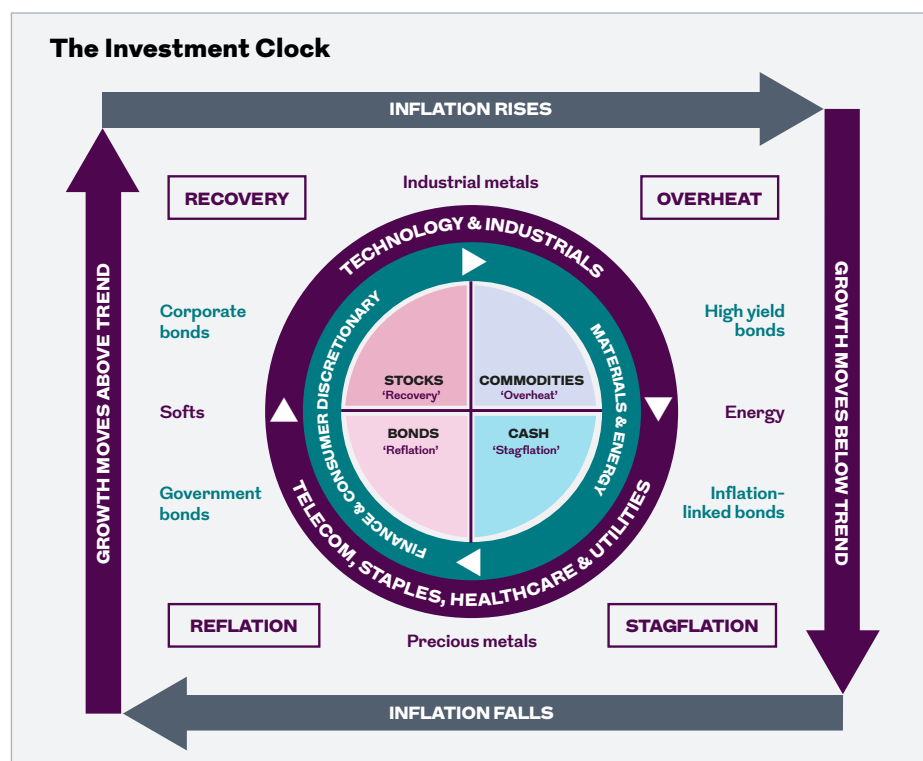 The Investment Clock
INFLATION RISES
Industrial metals
RECOVERY
OVERHEAT
TECHNOLOGY & INDUSTRIALS
GROWTH MOVES ABOVE TREND
GROWTH MOVES BELOW TREND
Corporate
bonds
High yield
bonds
FINANCE & CONSUMER DISCRETIONARY
MATERIALS & ENERGY
STOCKS
'Recovery'
COMMODITIES
'Overheat'
Softs
Energy
BONDS
'Reflation'
CASH
'Stagflation'
Government
bonds
Inflation-
linked bonds
TELECOM, STAPLES, HEALTHCARE & UTILITIES
REFLATION
STAGFLATION
Precious metals
INFLATION FALLS